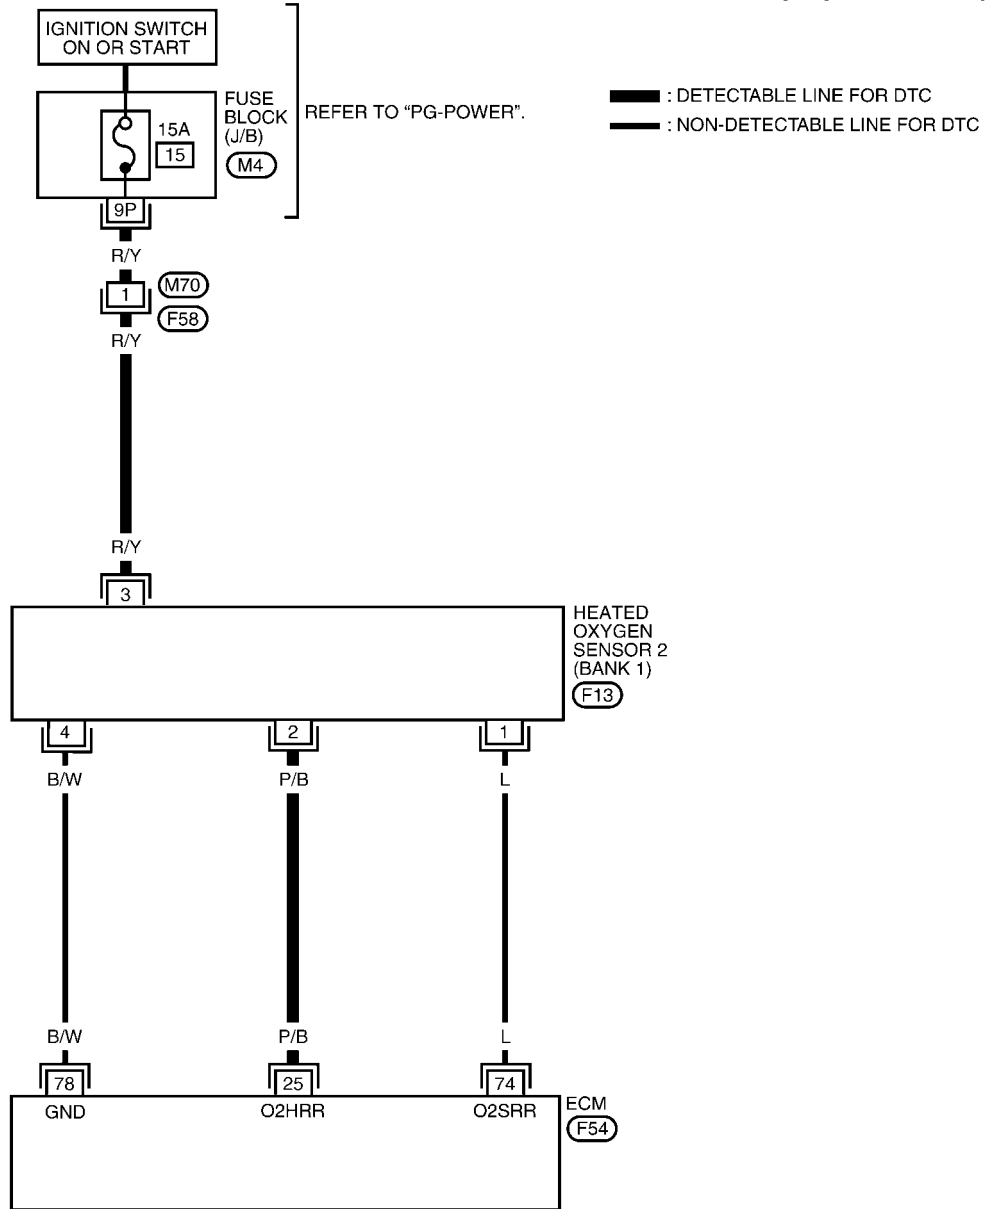 IGNITION SWITCH
ON OR START
FUSE
BLOCK
(J/B)
M4
15A
15
REFER TO “PG-POWER”.
: DETECTABLE LINE FOR DTC
: NON-DETECTABLE LINE FOR DTC
9P
R/Y
1
M70
F58
R/Y
R/Y
3
HEATED
OXYGEN
SENSOR 2
(BANK 1)
F13
4 2 1
B/W P/B L
B/W P/B L
78 25 74
GND O2HRR O2SRR
ECM
F54